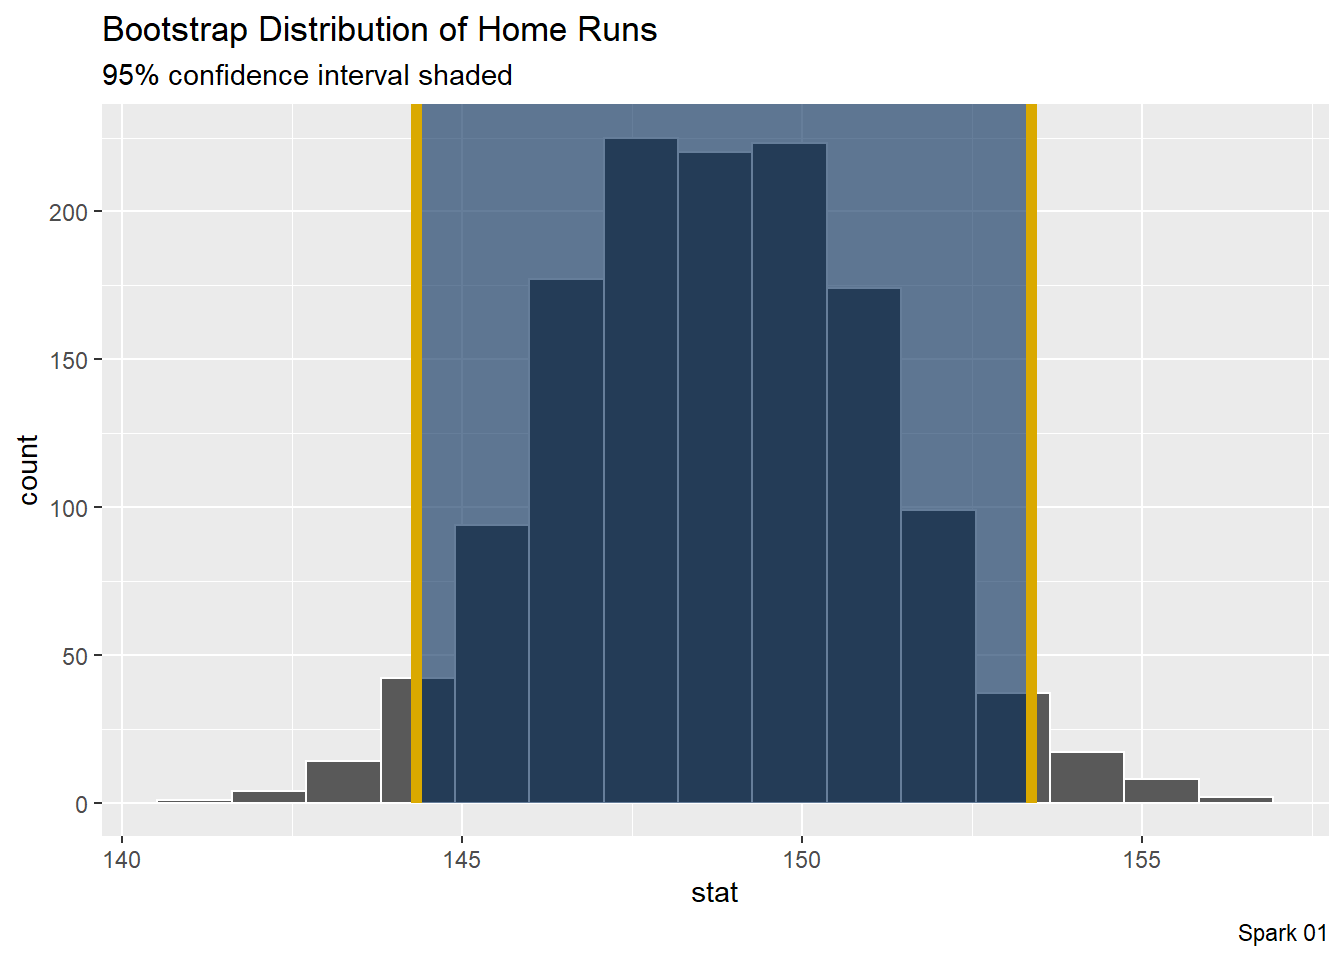 Bootstrap Distribution of Home Runs
95% confidence interval shaded
200
150
100
50
0
count
140 145 150 155
stat
Spark 01